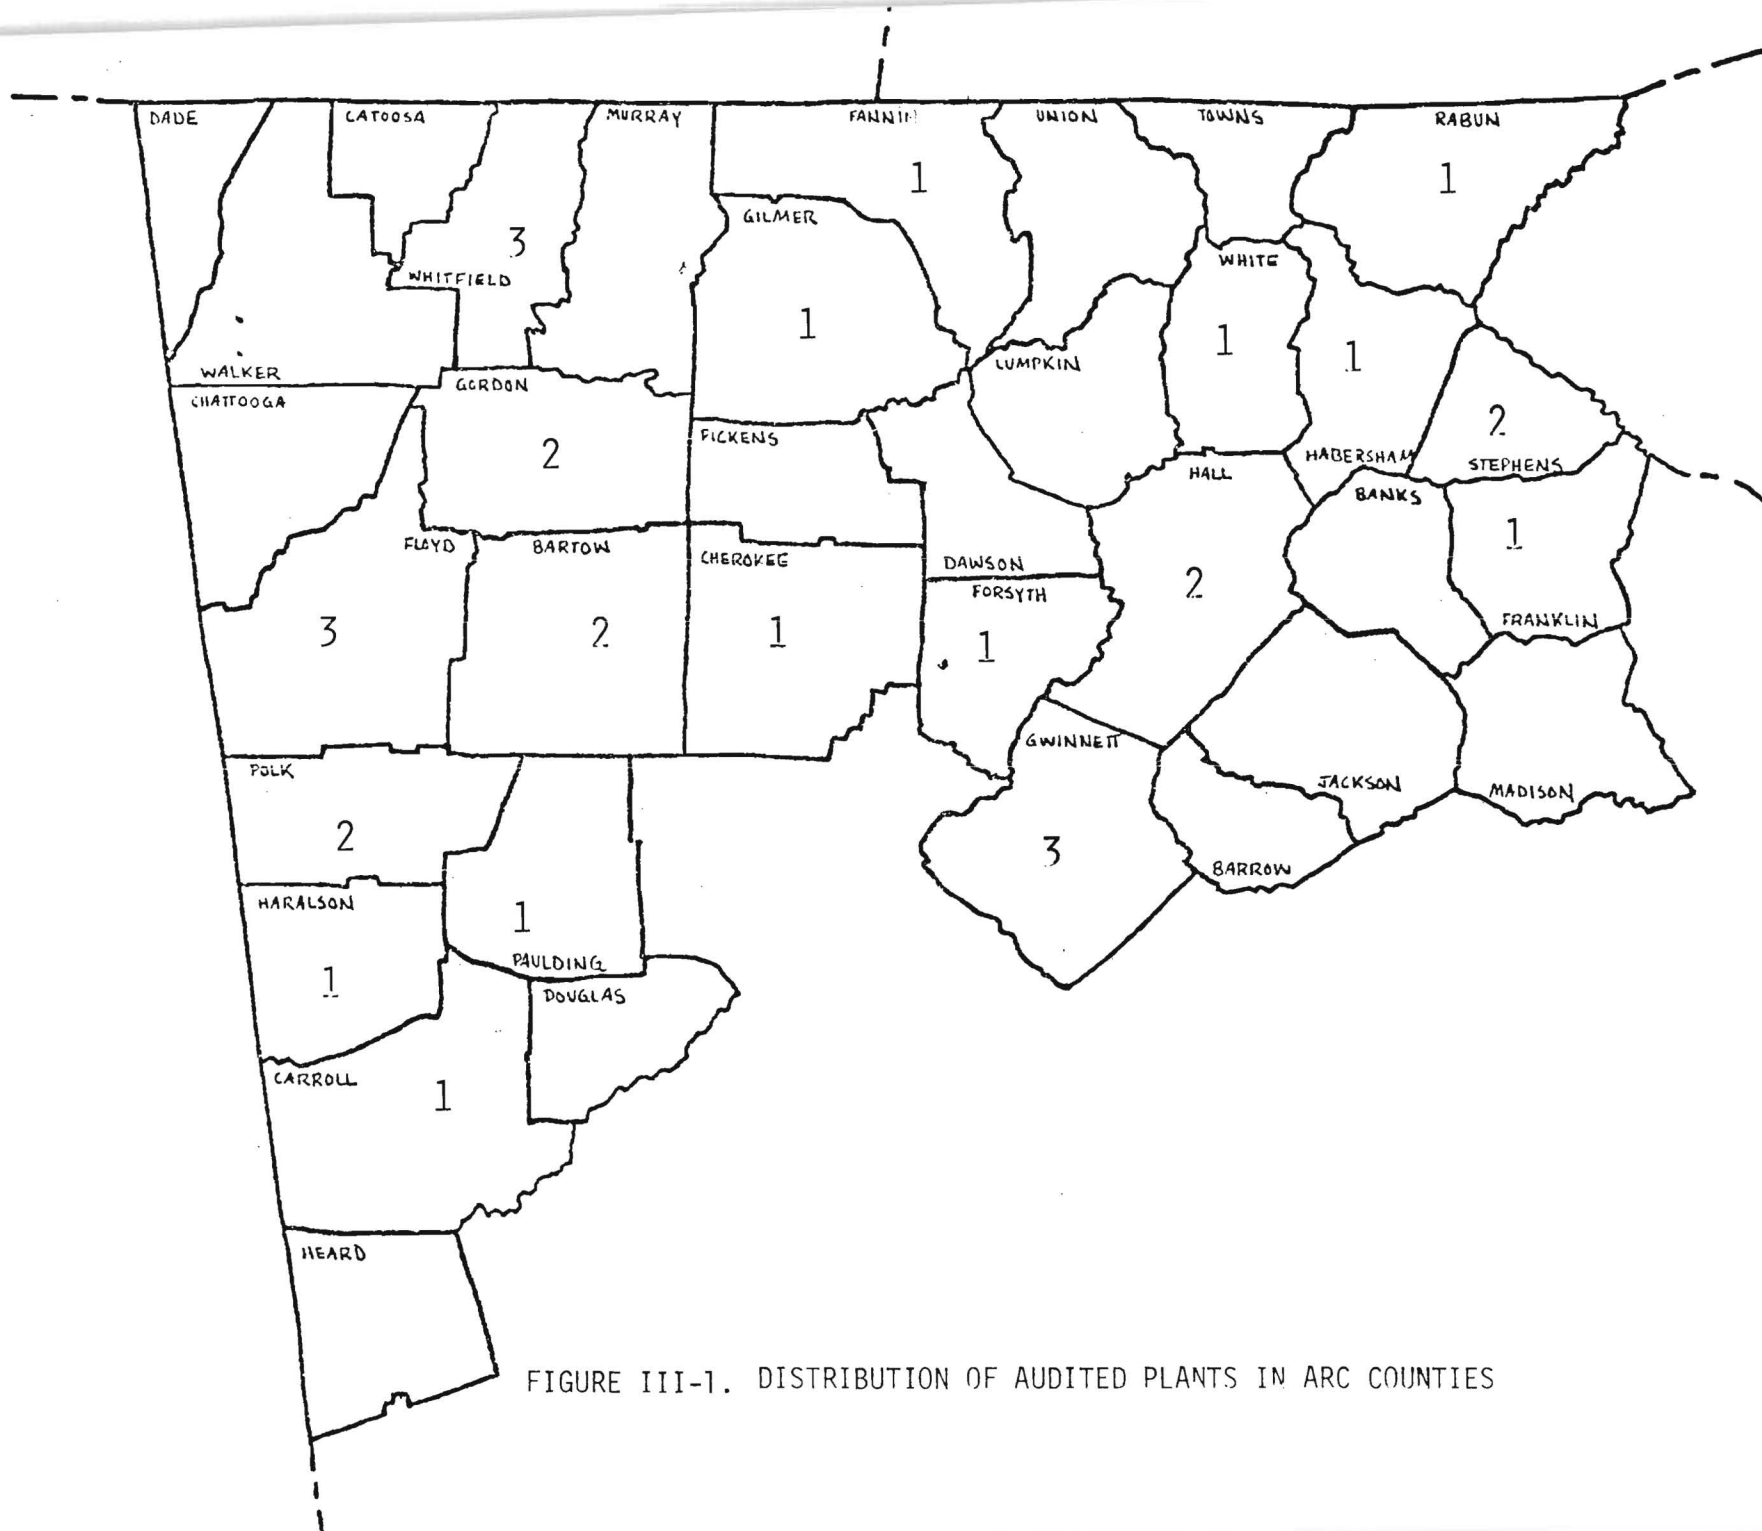 DADE
CATOOSA
MURRAY
FANNIN
UNION
TOWNS
RABUN
1
1
GILMER
3
WHITE
WHITFIELD
1
1
1
LUMPKIN
WALKER
GORDON
CHATTOOGA
2
PICKENS
2
HABERSHAM
STEPHENS
HALL
BANKS
1
FLOYD
BARTOW
CHEROKEE
DAWSON
2
FORSYTH
FRANKLIN
3
2
1
1
GWINNETT
POLK
JACKSON
MADISON
2
3
BARROW
HARALSON
1
PAULDING
1
DOUGLAS
CARROLL
1
HEARD
FIGURE III-1. DISTRIBUTION OF AUDITED PLANTS IN ARC COUNTIES